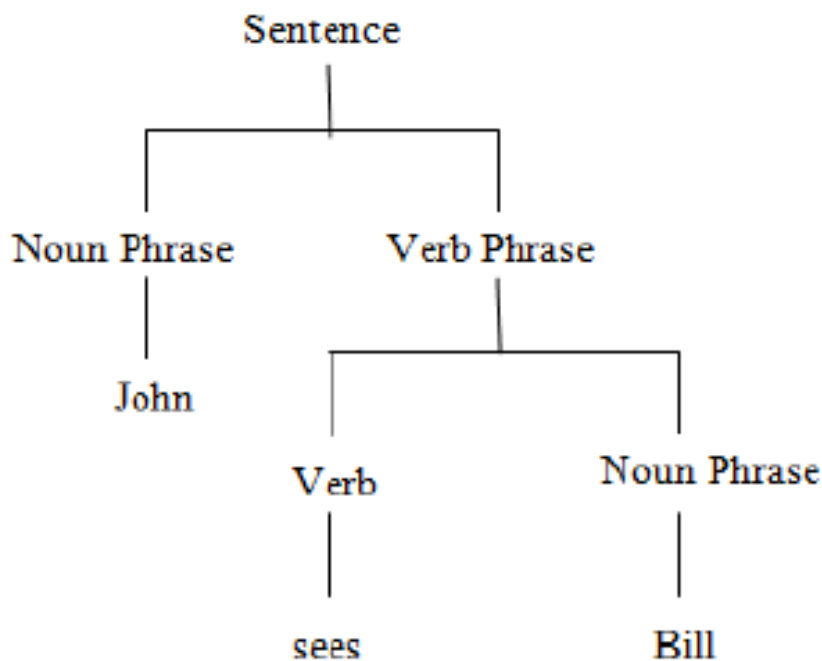 Sentence
Noun Phrase Verb Phrase
John
Verb Noun Phrase
sees Bill